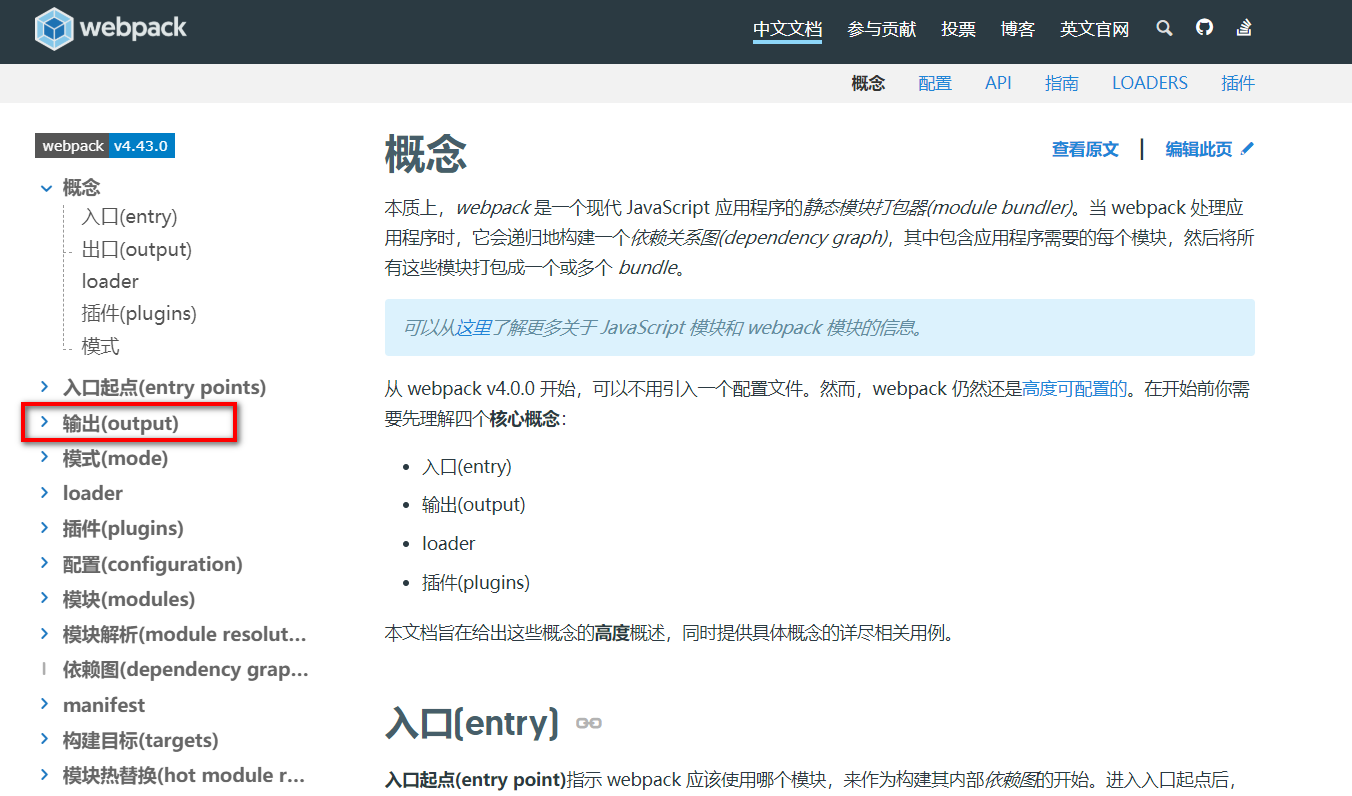 webpack
中文文档 参与贡献 投票 博客 英文官网
概念 配置 API 指南 LOADERS 插件
webpack v4.43.0
概念
入口(entry)
出口(output)
loader
插件(plugins)
模式
入口起点(entry points)
输出(output)
模式(mode)
loader
插件(plugins)
配置(configuration)
模块(modules)
模块解析(module resolut...
依赖图(dependency grap...
manifest
构建目标(targets)
模块热替换(hot module r...
概念
查看原文 | 编辑此页
本质上，webpack 是一个现代 JavaScript 应用程序的静态模块打包器(module bundler)。当 webpack 处理应
用程序时，它会递归地构建一个依赖关系图(dependency graph)，其中包含应用程序需要的每个模块，然后将所
有这些模块打包成一个或多个 bundle。
可以从这里了解更多关于 JavaScript 模块和 webpack 模块的信息。
从 webpack v4.0.0 开始，可以不用引入一个配置文件。然而，webpack 仍然还是高度可配置的。在开始前你需
要先理解四个核心概念：
• 入口(entry)
• 输出(output)
• loader
• 插件(plugins)
本文档旨在给出这些概念的高度概述，同时提供具体概念的详尽相关用例。
入口(entry)
入口起点(entry point)指示 webpack 应该使用哪个模块，来作为构建其内部依赖图的开始。进入入口起点后，